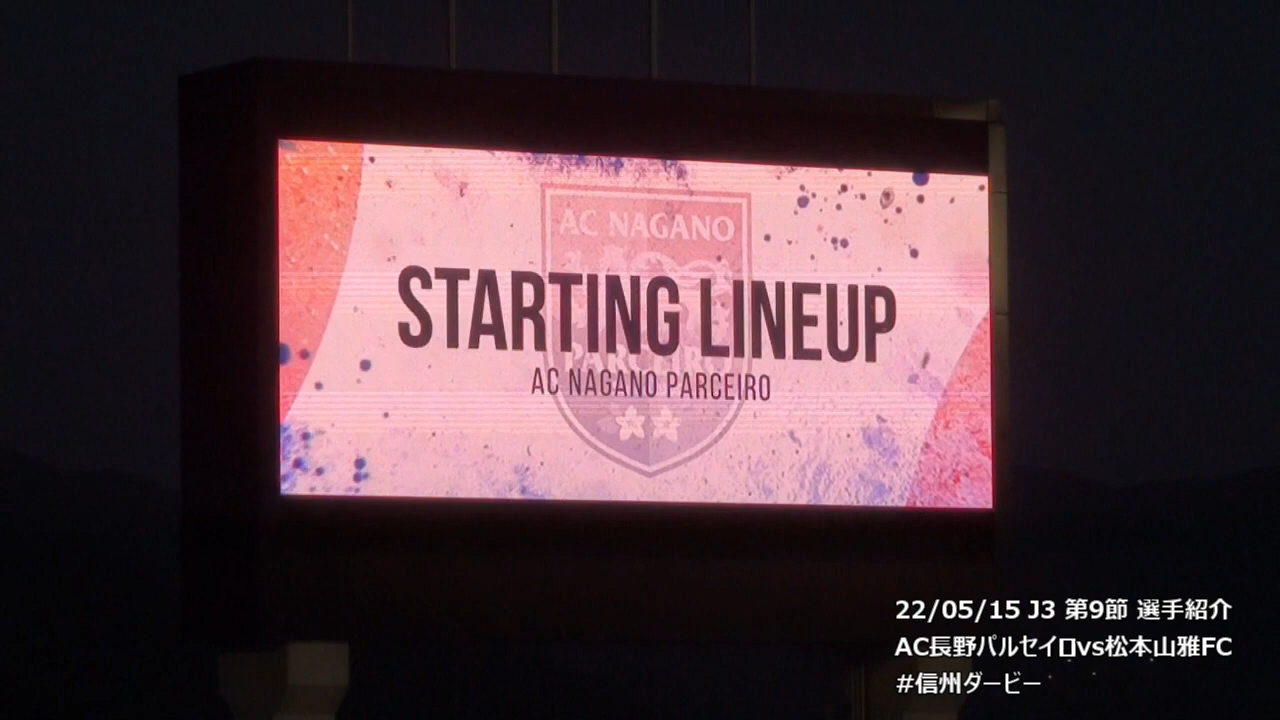 AC NAGANO
STARTING LINEUP
PARCEIRO
AC NAGANO PARCEIRO
22/05/15 J3 第9節 選手紹介
AC長野パルセイロvs松本山雅FC
#信州ダービー